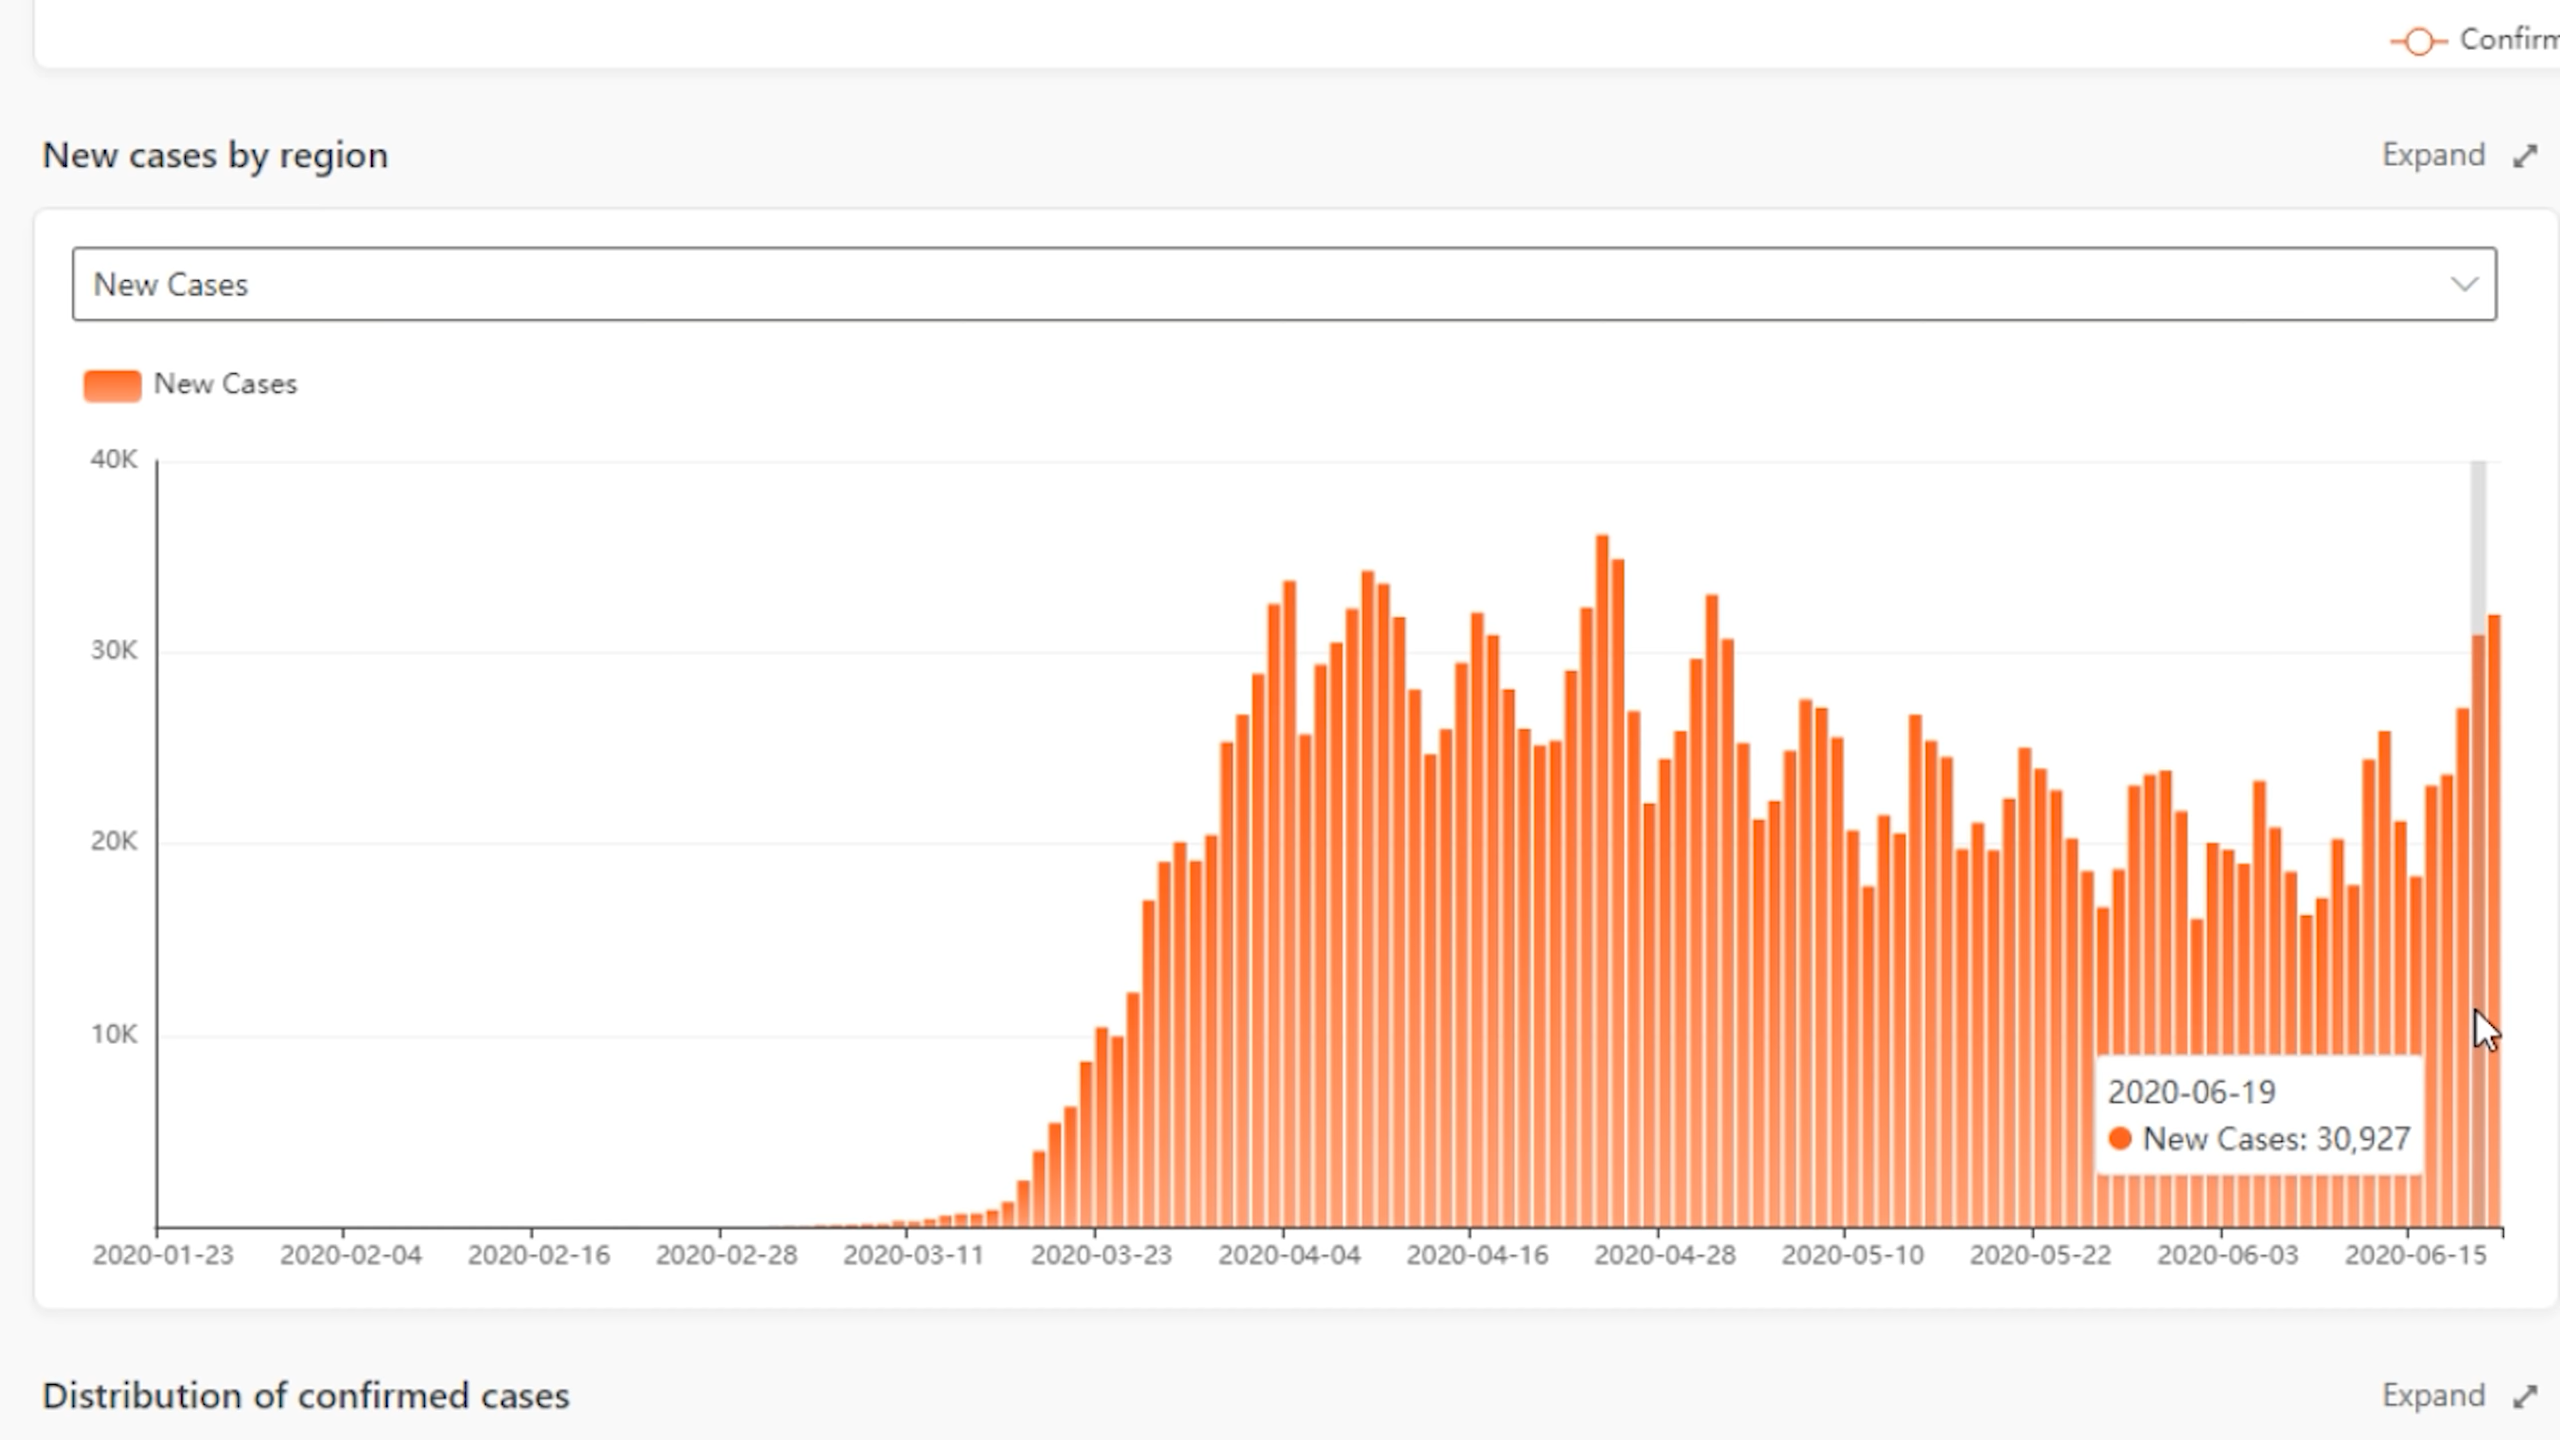 Confirm
New cases by region
Expand
New Cases
New Cases
40K
30K
20K
10K
2020-06-19
New Cases: 30,927
2020-01-23 2020-02-04 2020-02-16 2020-02-28 2020-03-11 2020-03-23 2020-04-04 2020-04-16 2020-04-28 2020-05-10 2020-05-22 2020-06-03 2020-06-15
Distribution of confirmed cases
Expand